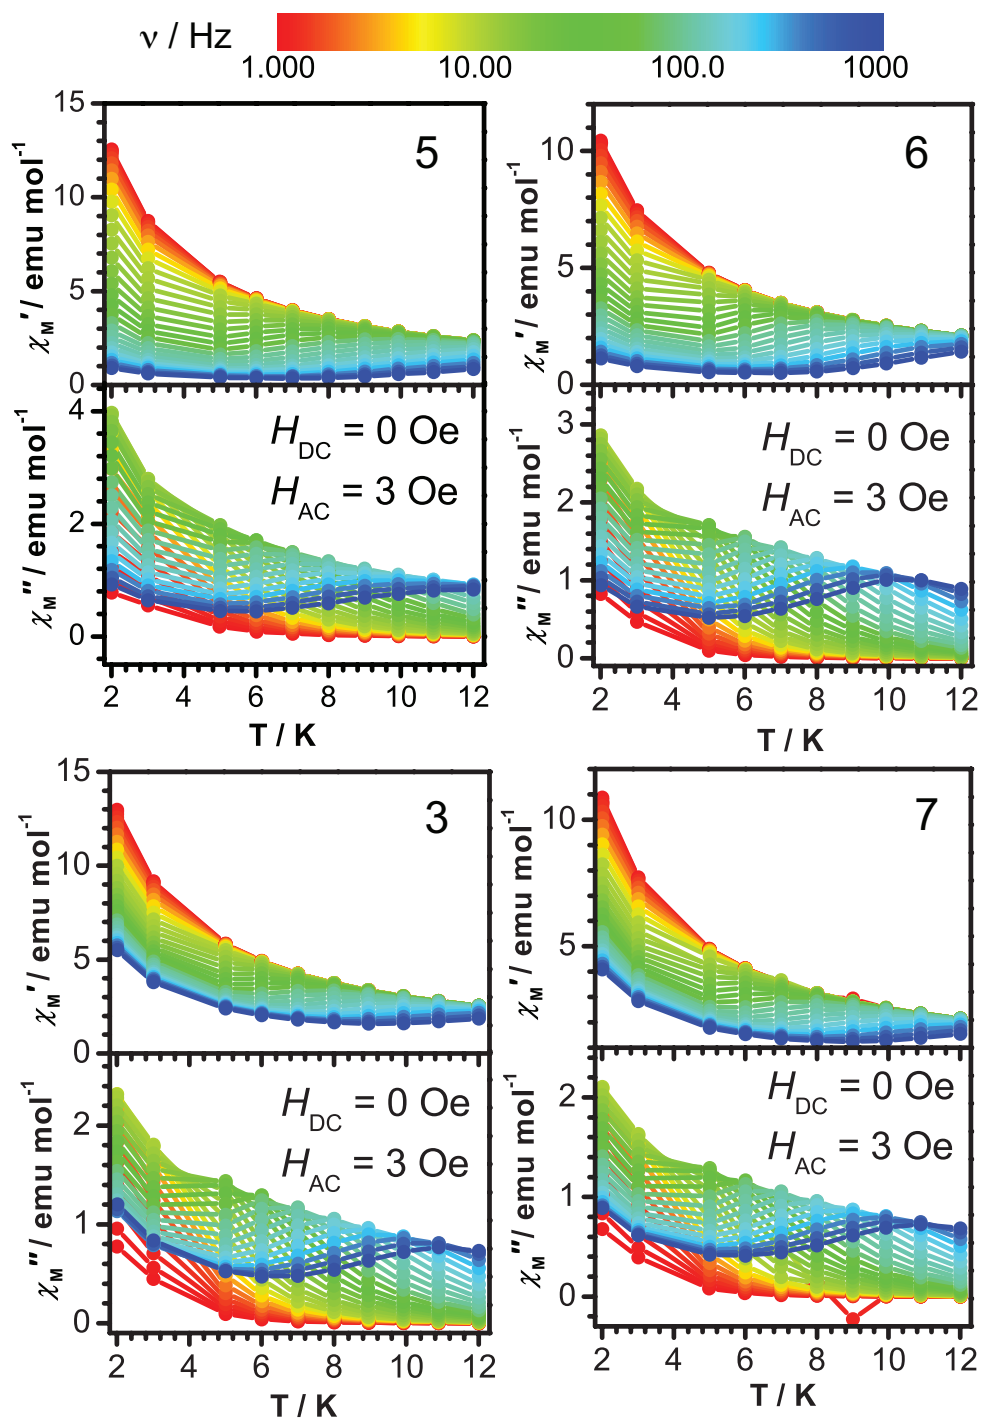 ν / Hz
1.000 10.00 100.0 1000
5
χM′/ emu mol-1
15
10
5
0
6
χM′/ emu mol-1
10
5
0
HDC = 0 Oe
HAC = 3 Oe
χM″/ emu mol-1
4
2
0
2 4 6 8 10 12
T / K
HDC = 0 Oe
HAC = 3 Oe
χM″/ emu mol-1
3
2
1
0
2 4 6 8 10 12
T / K
3
χM′/ emu mol-1
15
10
5
0
7
χM′/ emu mol-1
10
5
HDC = 0 Oe
HAC = 3 Oe
χM″/ emu mol-1
2
1
0
2 4 6 8 10 12
T / K
HDC = 0 Oe
HAC = 3 Oe
χM″/ emu mol-1
2
1
0
2 4 6 8 10 12
T / K